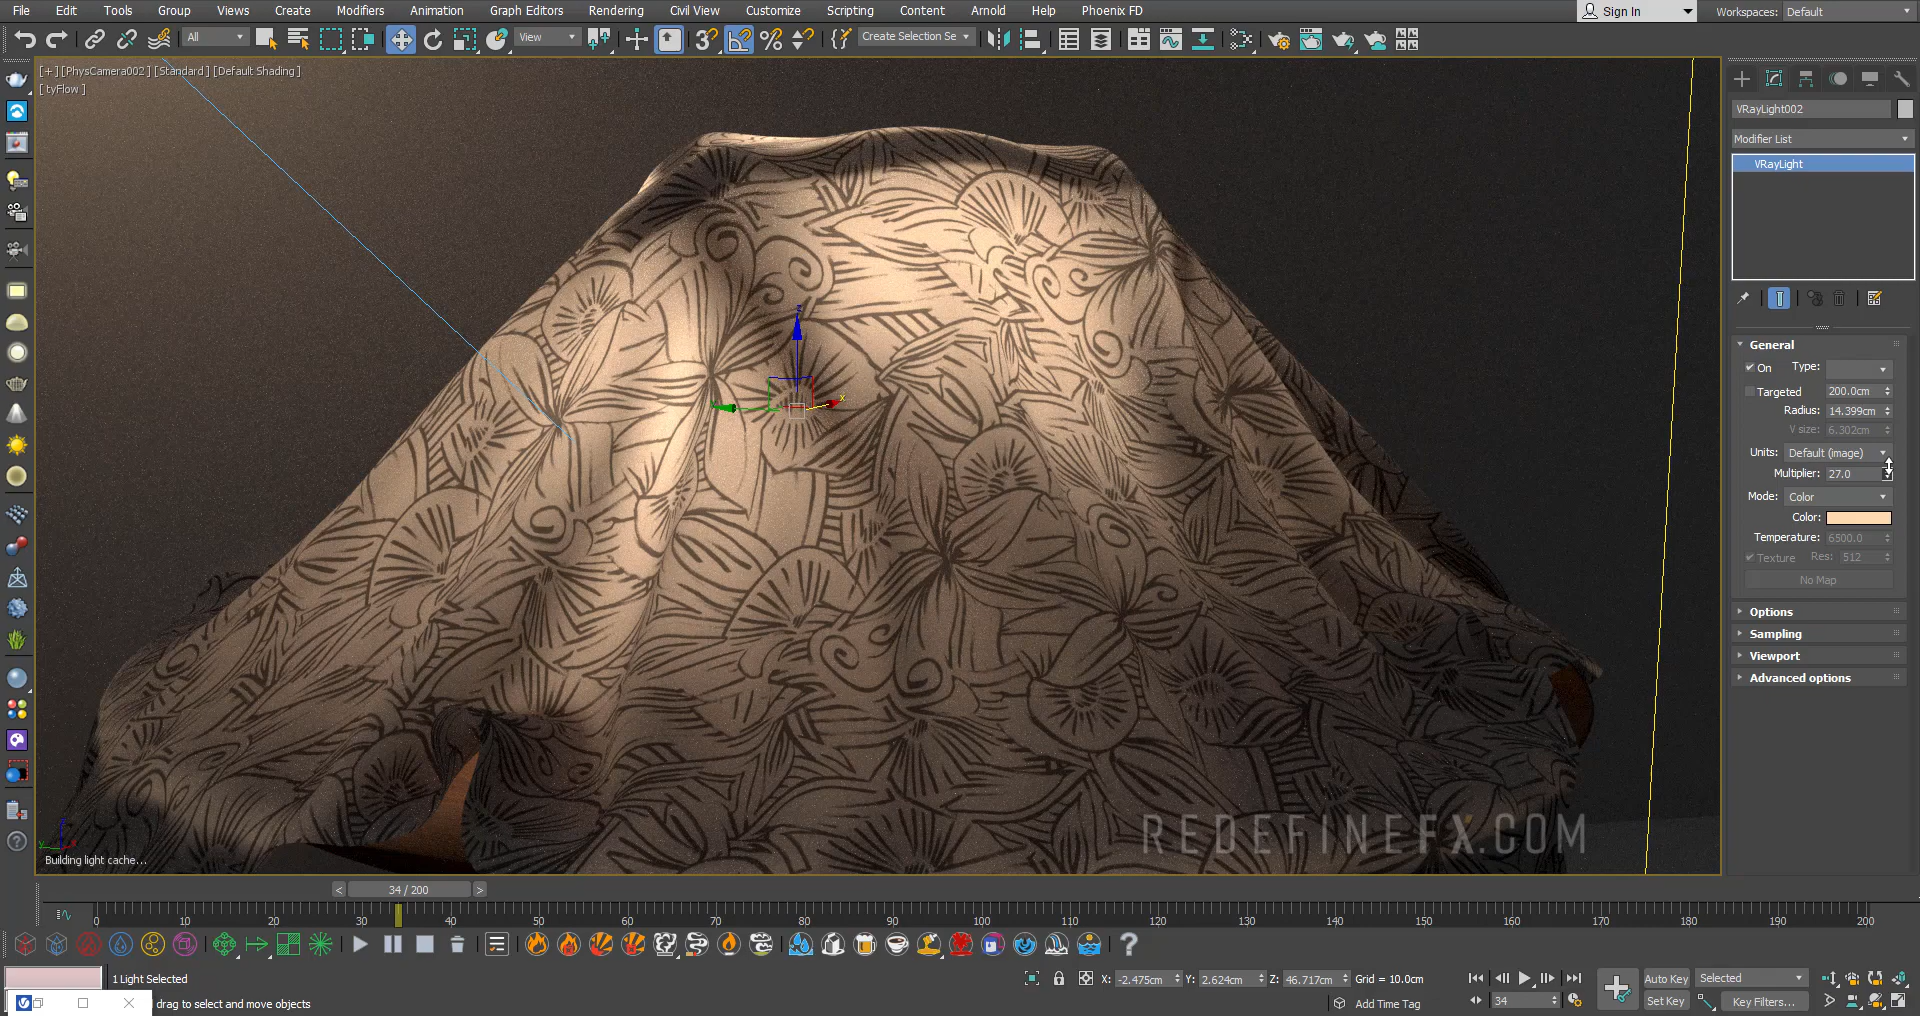 File Edit Tools Group Views Create Modifiers Animation Graph Editors Rendering Civil View Customize Scripting Content Arnold Help Phoenix FD Sign In Workspaces: Default
All View Create Selection Se
[+] [PhysCamera002] [Standard] [Default Shading]
[ tyFlow ]
VRayLight002
Modifier List
VRayLight
General
On Type:
Targeted 200.0cm
Radius: 14.399cm
V size: 6.302cm
Units: Default (image)
Multiplier: 27.0
Mode: Color
Color:
Temperature: 6500.0
Texture Res: 512
No Map
Options
Sampling
Viewport
Advanced options
z
x
REDEFINEFX.COM
Building light cache...
< 34 / 200 >
0 10 20 30 40 50 60 70 80 90 100 110 120 130 140 150 160 170 180 190 200
1 Light Selected
X: -2.475cm Y: 2.624cm Z: 46.717cm Grid = 10.0cm
Auto Key Selected
drag to select and move objects
Add Time Tag
34
Set Key Key Filters...